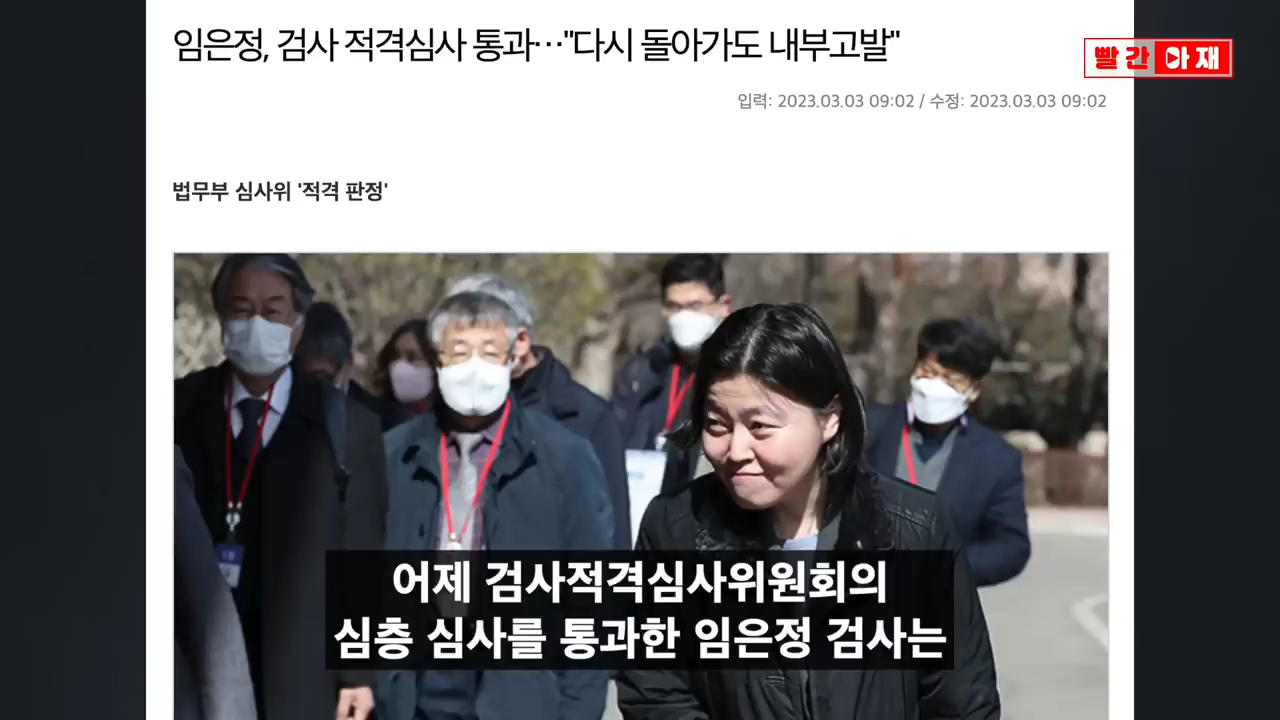 임은정, 검사 적격심사 통과…"다시 돌아가도 내부고발"
빨간아재
입력: 2023.03.03 09:02 / 수정: 2023.03.03 09:02
법무부 심사위 '적격 판정'
어제 검사적격심사위원회의
심층 심사를 통과한 임은정 검사는